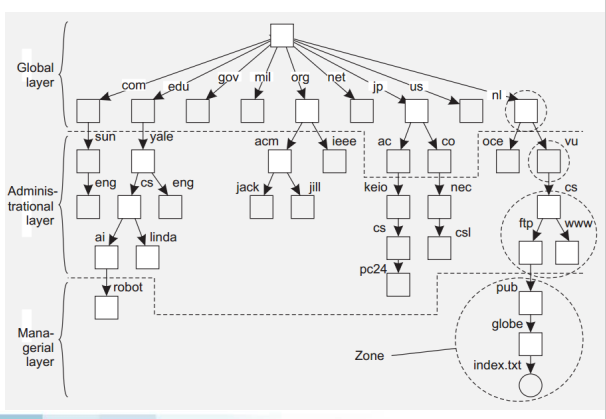 Global
layer
com edu gov mil org net jp us nl
sun yale acm ieee ac co oce vu
Adminis-
trational
layer
eng cs eng jack jill keio nec cs
ai linda cs csl ftp www
pc24
robot pub
Mana-
gerial
layer
globe
Zone
index.txt